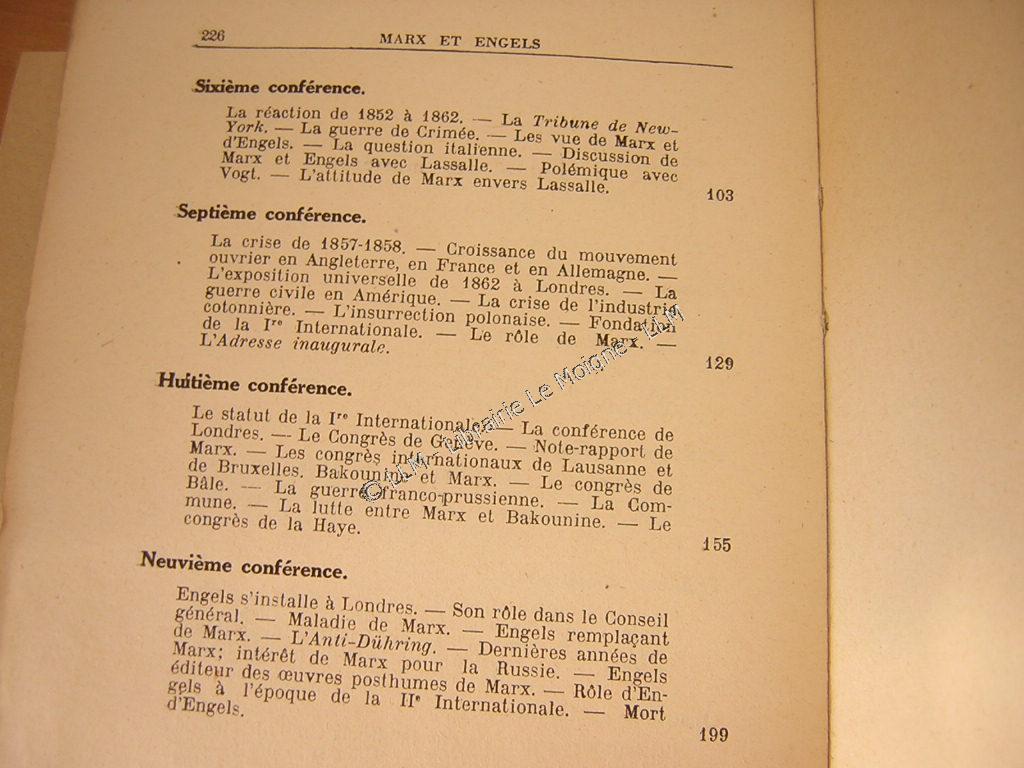 226 MARX ET ENGELS
Sixième conférence.
La réaction de 1852 à 1862. — La Tribune de New-
York. — La guerre de Crimée. — Les vue de Marx et
d'Engels. — La question italienne. — Discussion de
Marx et Engels avec Lassalle. — Polémique avec
Vogt. — L'attitude de Marx envers Lassalle. 103
Septième conférence.
La crise de 1857-1858. — Croissance du mouvement
ouvrier en Angleterre, en France et en Allemagne. —
L'exposition universelle de 1862 à Londres. — La
guerre civile en Amérique. — La crise de l'industrie
cotonnière. — L'insurrection polonaise. — Fondation
de la Ire Internationale. — Le rôle de Marx. —
L'Adresse inaugurale. 129
Huitième conférence.
Le statut de la Ire Internationale. — La conférence de
Londres. — Le Congrès de Genève. — Note-rapport de
Marx. — Les congrès internationaux de Lausanne et
de Bruxelles. Bakounine et Marx. — Le congrès de
Bâle. — La guerre franco-prussienne. — La Com-
mune. — La lutte entre Marx et Bakounine. — Le
congrès de la Haye. 155
Neuvième conférence.
Engels s'installe à Londres. — Son rôle dans le Conseil
général. — Maladie de Marx. — Engels remplaçant
de Marx. — L'Anti-Dühring. — Dernières années de
Marx; intérêt de Marx pour la Russie. — Engels
éditeur des œuvres posthumes de Marx. — Rôle d'En-
gels à l'époque de la IIe Internationale. — Mort
d'Engels. 199
© LLM - Librairie Le Moigne - LLM